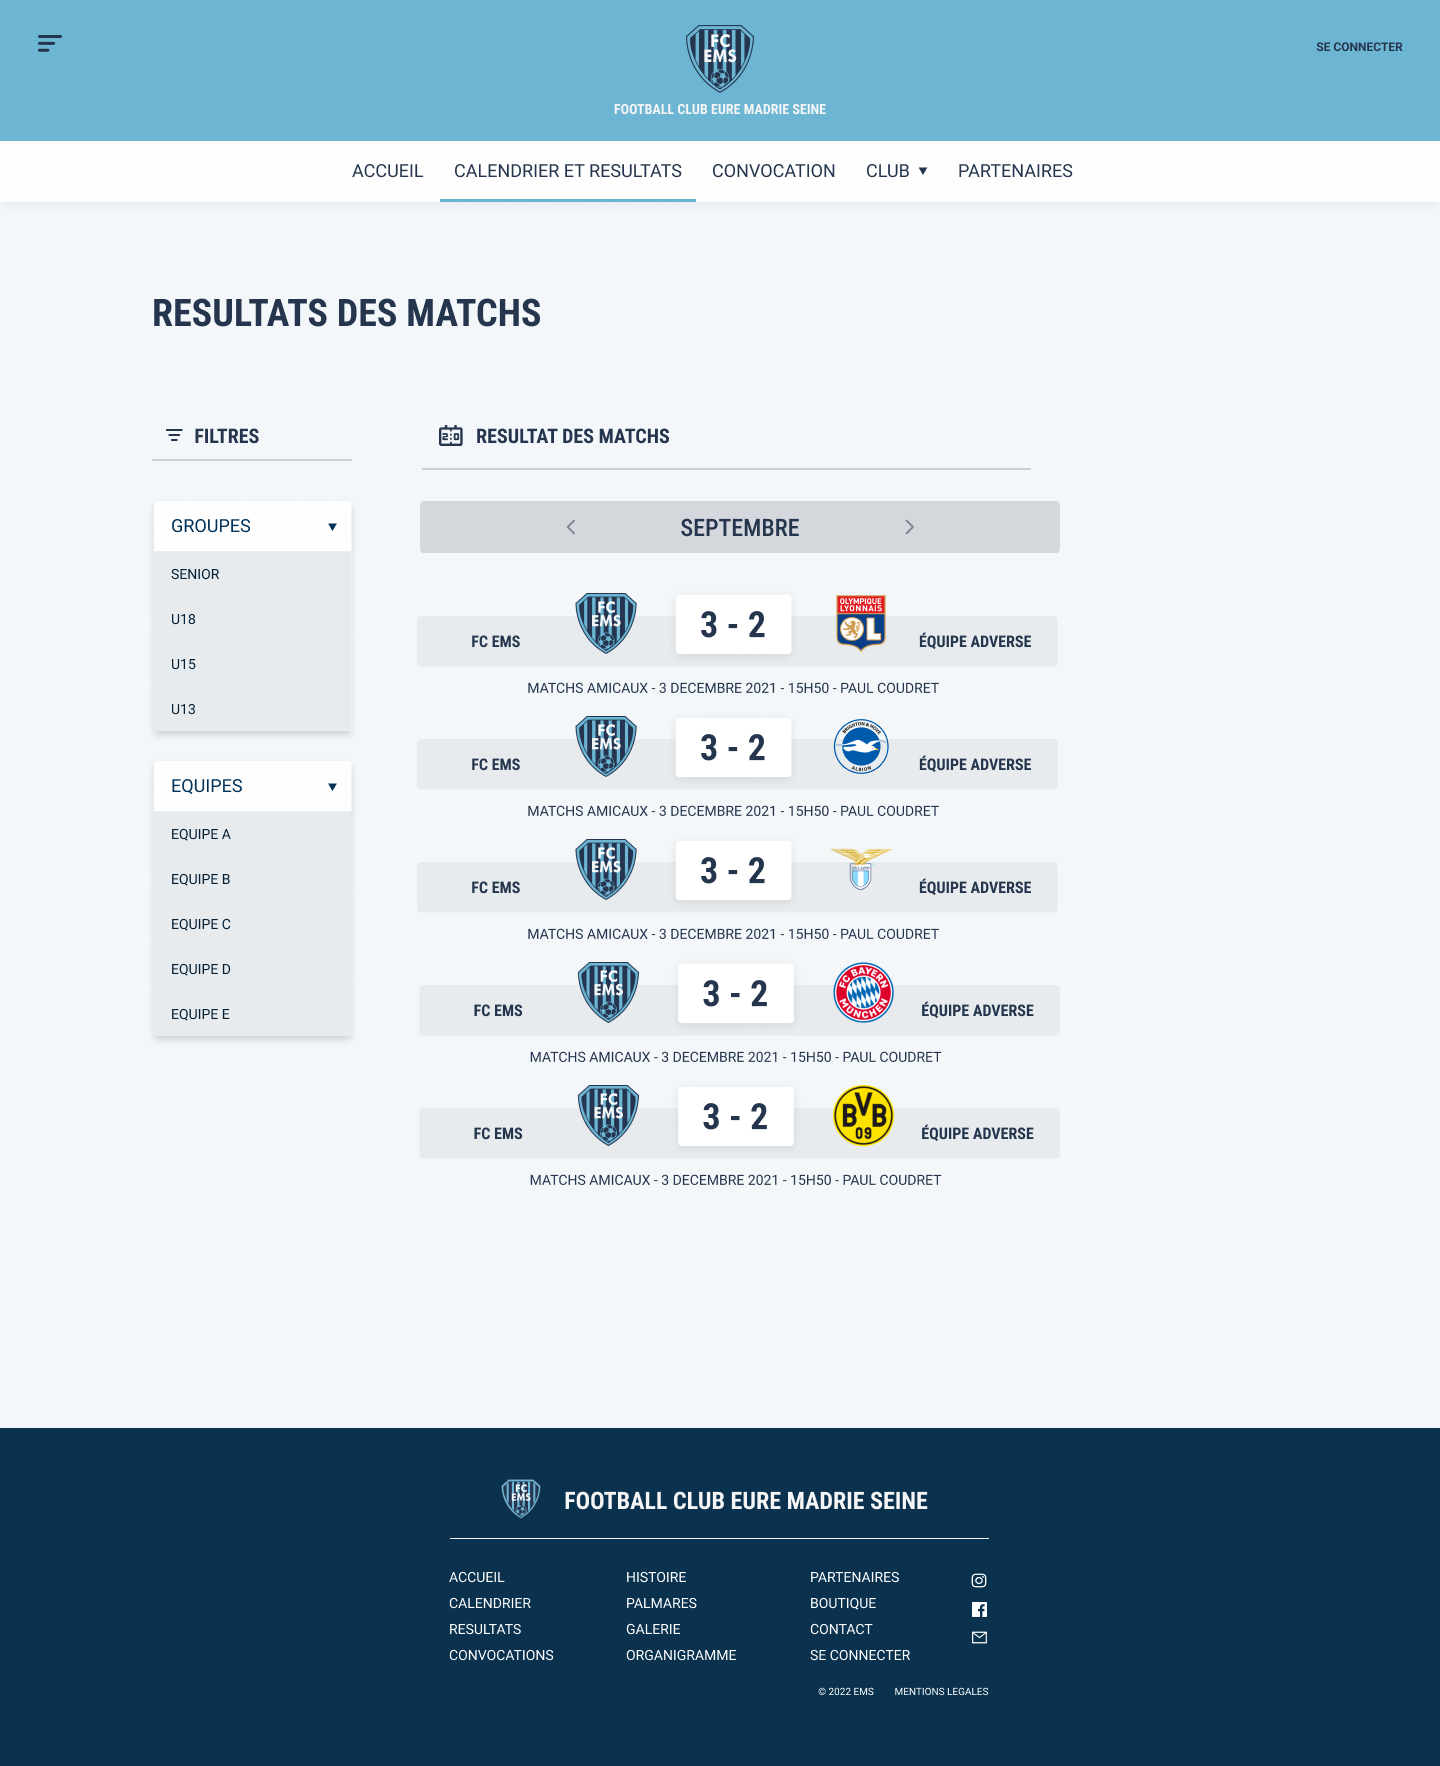 FC
EMS
SE CONNECTER
FOOTBALL CLUB EURE MADRIE SEINE
ACCUEIL CALENDRIER ET RESULTATS CONVOCATION CLUB ▼ PARTENAIRES
RESULTATS DES MATCHS
FILTRES
RESULTAT DES MATCHS
GROUPES ▼
SENIOR
U18
U15
U13
EQUIPES ▼
EQUIPE A
EQUIPE B
EQUIPE C
EQUIPE D
EQUIPE E
SEPTEMBRE
FC EMS
FC
EMS
3 - 2
OLYMPIQUE
LYONNAIS
OL
ÉQUIPE ADVERSE
MATCHS AMICAUX - 3 DECEMBRE 2021 - 15H50 - PAUL COUDRET
FC EMS
FC
EMS
3 - 2
BRIGHTON & HOVE
ALBION
ÉQUIPE ADVERSE
MATCHS AMICAUX - 3 DECEMBRE 2021 - 15H50 - PAUL COUDRET
FC EMS
FC
EMS
3 - 2
ÉQUIPE ADVERSE
MATCHS AMICAUX - 3 DECEMBRE 2021 - 15H50 - PAUL COUDRET
FC EMS
FC
EMS
3 - 2
FC BAYERN
MÜNCHEN
ÉQUIPE ADVERSE
MATCHS AMICAUX - 3 DECEMBRE 2021 - 15H50 - PAUL COUDRET
FC EMS
FC
EMS
3 - 2
BVB
09
ÉQUIPE ADVERSE
MATCHS AMICAUX - 3 DECEMBRE 2021 - 15H50 - PAUL COUDRET
FC
EMS
FOOTBALL CLUB EURE MADRIE SEINE
ACCUEIL HISTOIRE PARTENAIRES
CALENDRIER PALMARES BOUTIQUE
RESULTATS GALERIE CONTACT
CONVOCATIONS ORGANIGRAMME SE CONNECTER
© 2022 EMS MENTIONS LEGALES